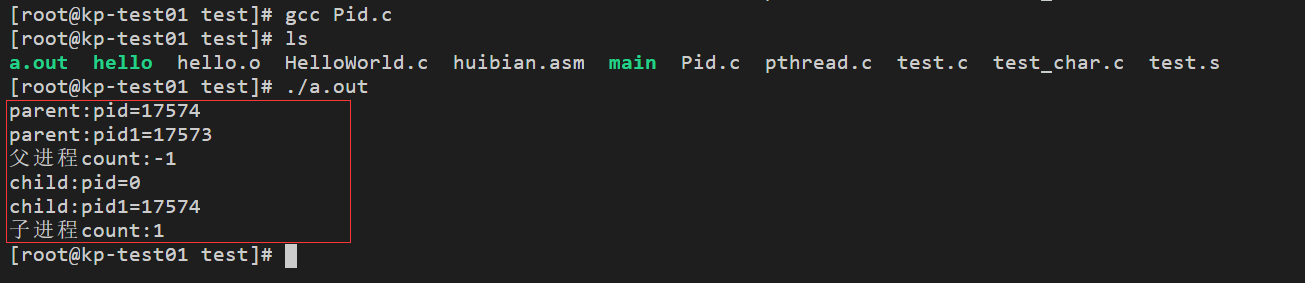 [root@kp-test01 test]# gcc Pid.c
[root@kp-test01 test]# ls
a.out  hello  hello.o  HelloWorld.c  huibian.asm  main  Pid.c  pthread.c  test.c  test_char.c  test.s
[root@kp-test01 test]# ./a.out
parent:pid=17574
parent:pid1=17573
父进程count:-1
child:pid=0
child:pid1=17574
子进程count:1
[root@kp-test01 test]#